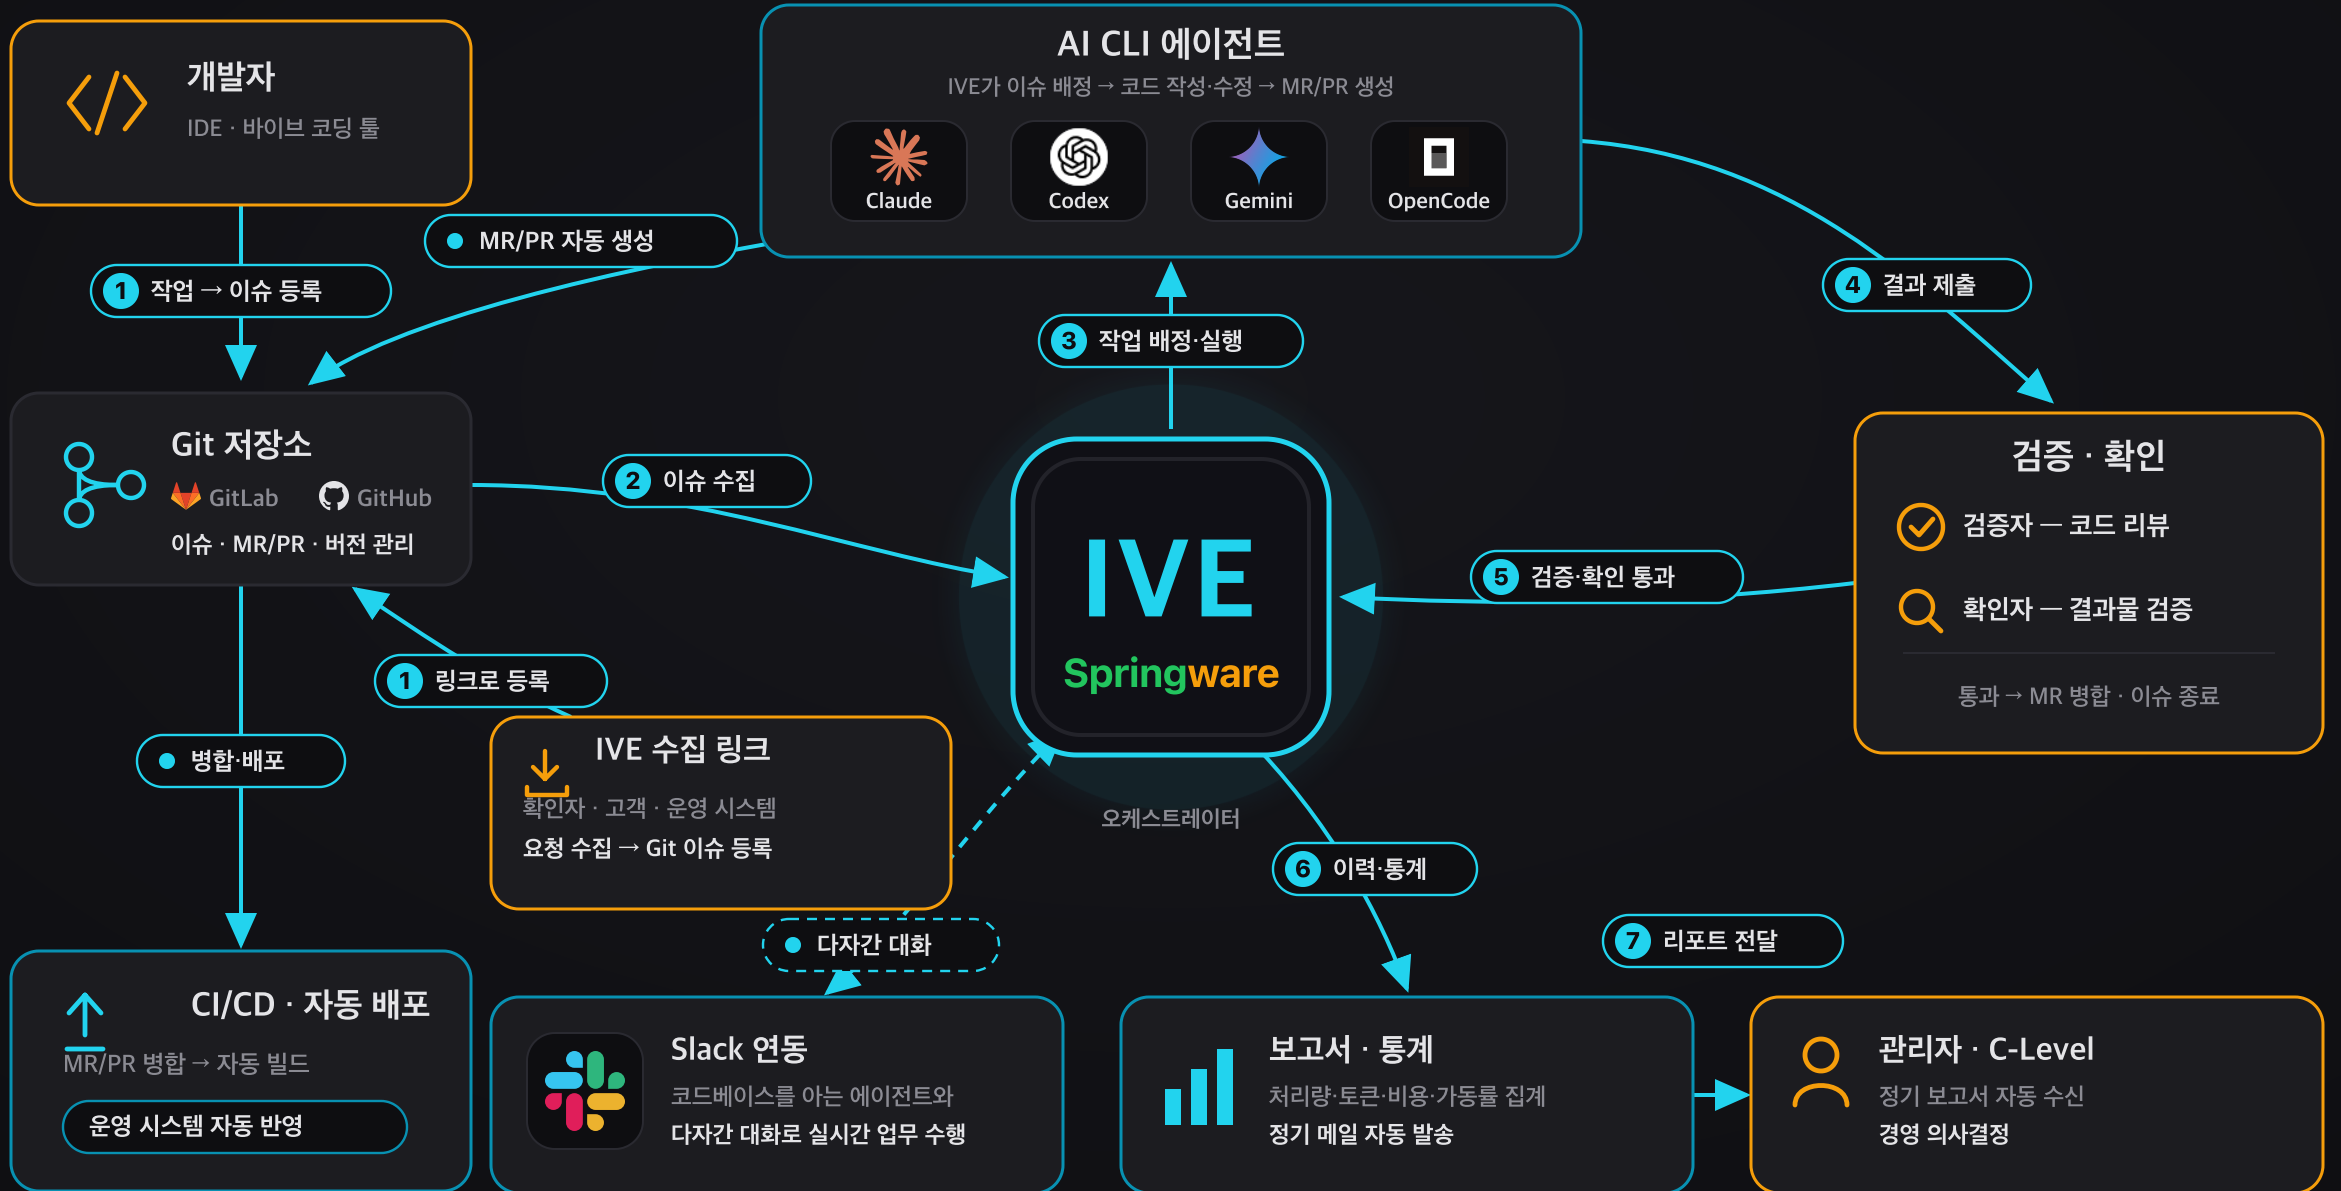 개발자
IDE · 바이브 코딩 툴
AI CLI 에이전트
IVE가 이슈 배정 → 코드 작성·수정 → MR/PR 생성
Claude
Codex
Gemini
OpenCode
MR/PR 자동 생성
1 작업 → 이슈 등록
4 결과 제출
3 작업 배정·실행
Git 저장소
GitLab
GitHub
이슈 · MR/PR · 버전 관리
2 이슈 수집
IVE
Springware
오케스트레이터
5 검증·확인 통과
검증 · 확인
검증자 — 코드 리뷰
확인자 — 결과물 검증
통과 → MR 병합 · 이슈 종료
1 링크로 등록
병합·배포
IVE 수집 링크
확인자 · 고객 · 운영 시스템
요청 수집 → Git 이슈 등록
6 이력·통계
다자간 대화
7 리포트 전달
CI/CD · 자동 배포
MR/PR 병합 → 자동 빌드
운영 시스템 자동 반영
Slack 연동
코드베이스를 아는 에이전트와
다자간 대화로 실시간 업무 수행
보고서 · 통계
처리량·토큰·비용·가동률 집계
정기 메일 자동 발송
관리자 · C-Level
정기 보고서 자동 수신
경영 의사결정